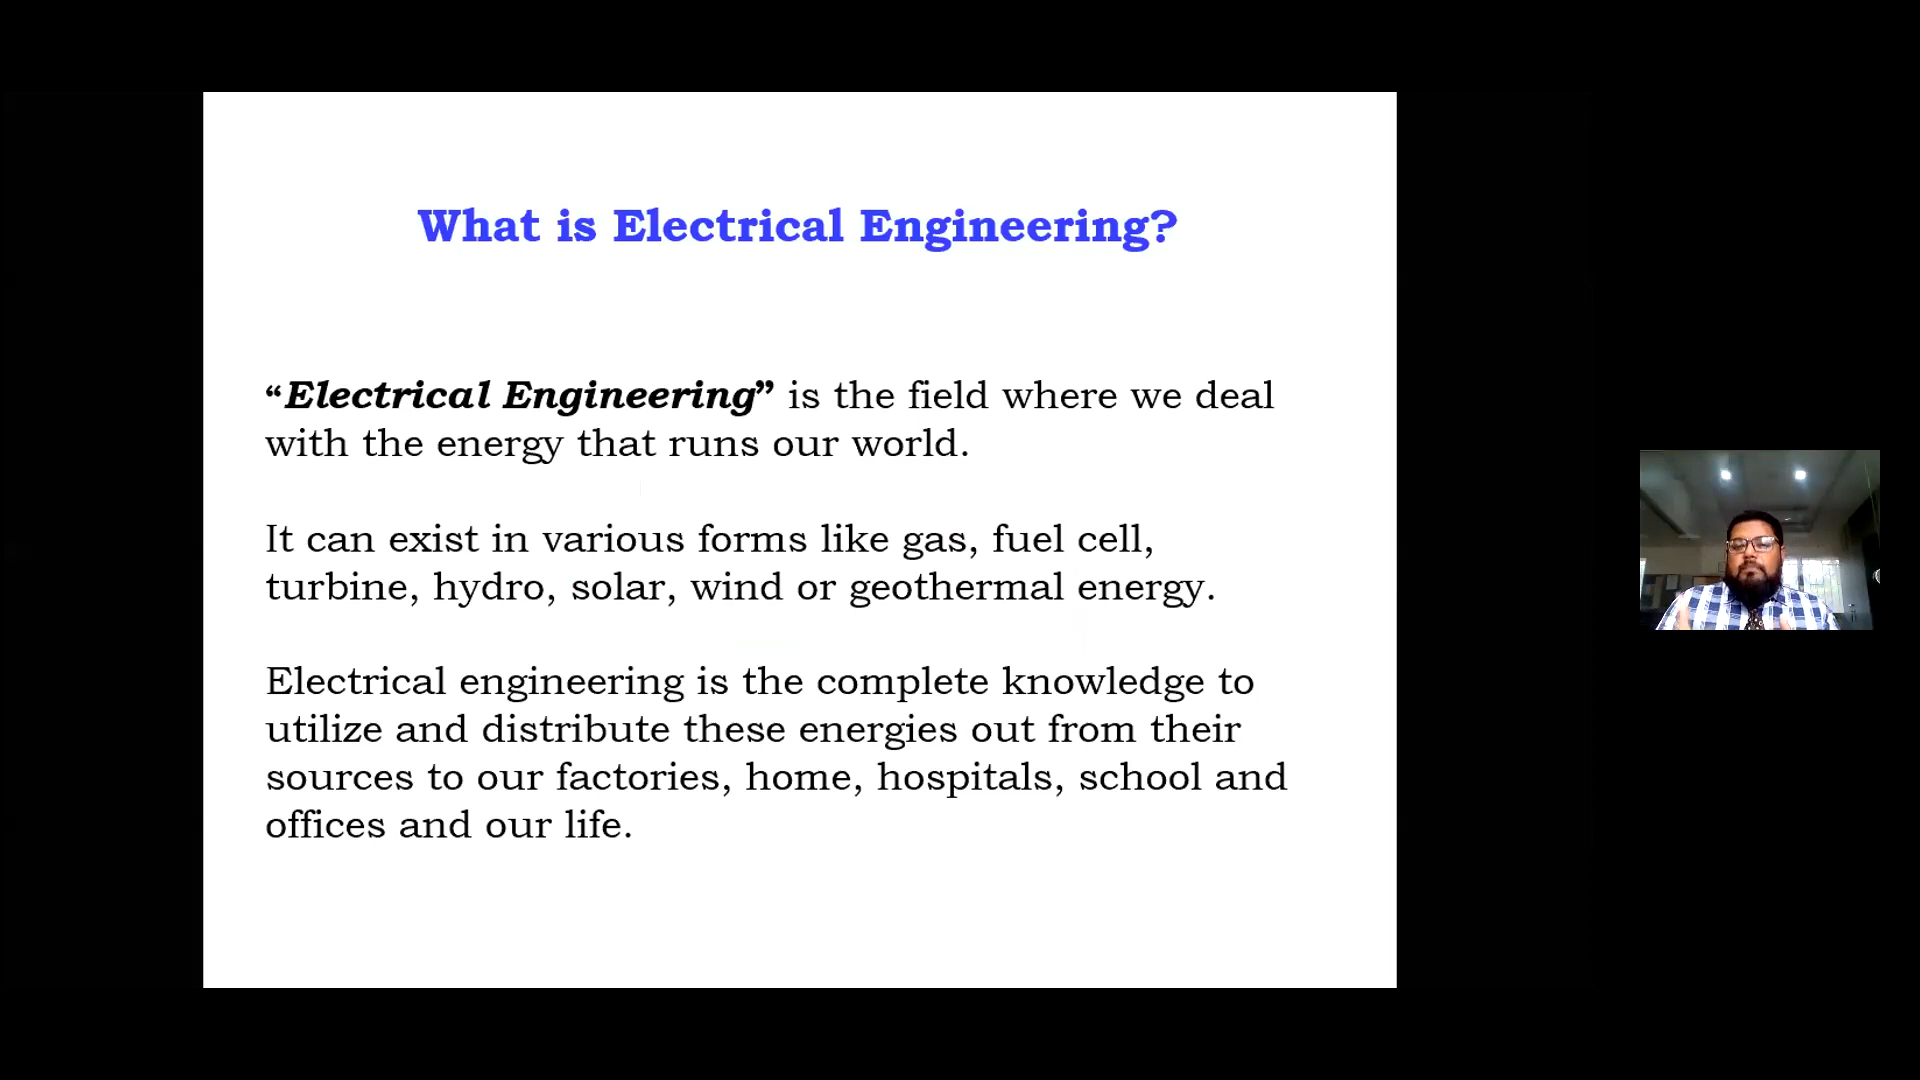 What is Electrical Engineering?
“Electrical Engineering” is the field where we deal
with the energy that runs our world.
It can exist in various forms like gas, fuel cell,
turbine, hydro, solar, wind or geothermal energy.
Electrical engineering is the complete knowledge to
utilize and distribute these energies out from their
sources to our factories, home, hospitals, school and
offices and our life.